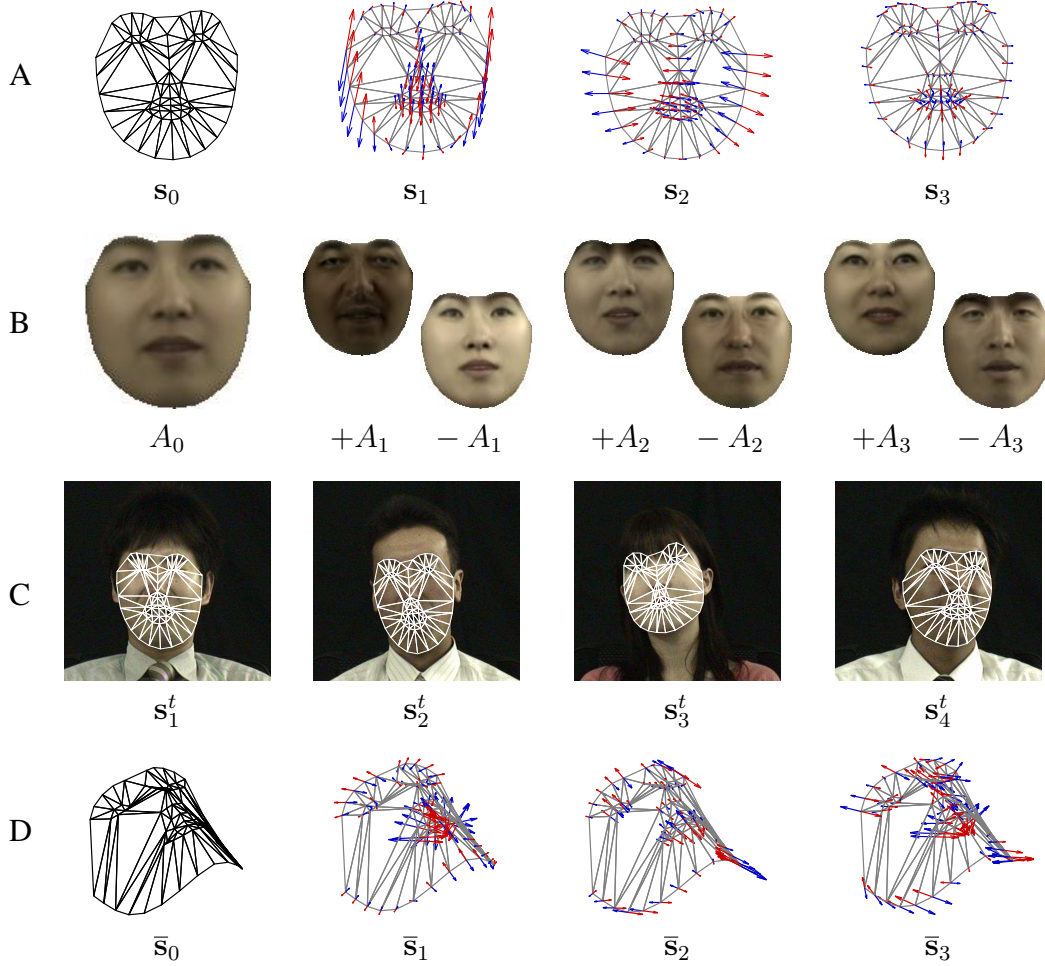 A
s₀ s₁ s₂ s₃
B
A₀ +A₁ − A₁ +A₂ − A₂ +A₃ − A₃
C
s₁ᵗ s₂ᵗ s₃ᵗ s₄ᵗ
D
s̄₀ s̄₁ s̄₂ s̄₃